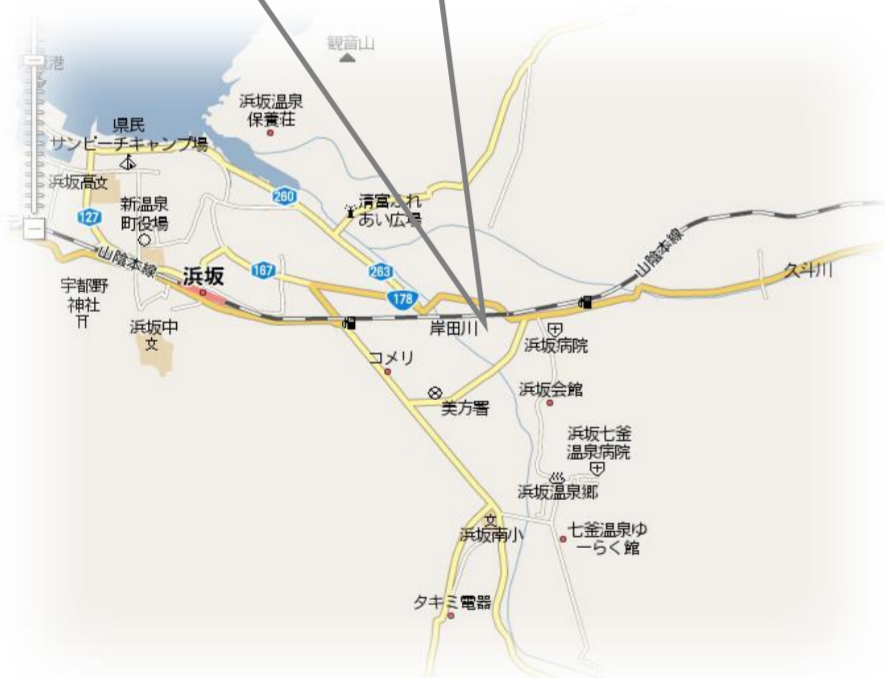 観音山
港
浜坂温泉
保養荘
県民
サンビーチキャンプ場
浜坂高文
新温泉
町役場
127
260
清富ふれ
あい広場
山陰本線
浜坂
167
263
178
山陰本線
久斗川
宇都野
神社
浜坂中
文
岸田川
浜坂病院
コメリ
美方署
浜坂会館
浜坂七釜
温泉病院
浜坂温泉郷
文
浜坂南小
七釜温泉ゆ
ーらく館
タキミ電器